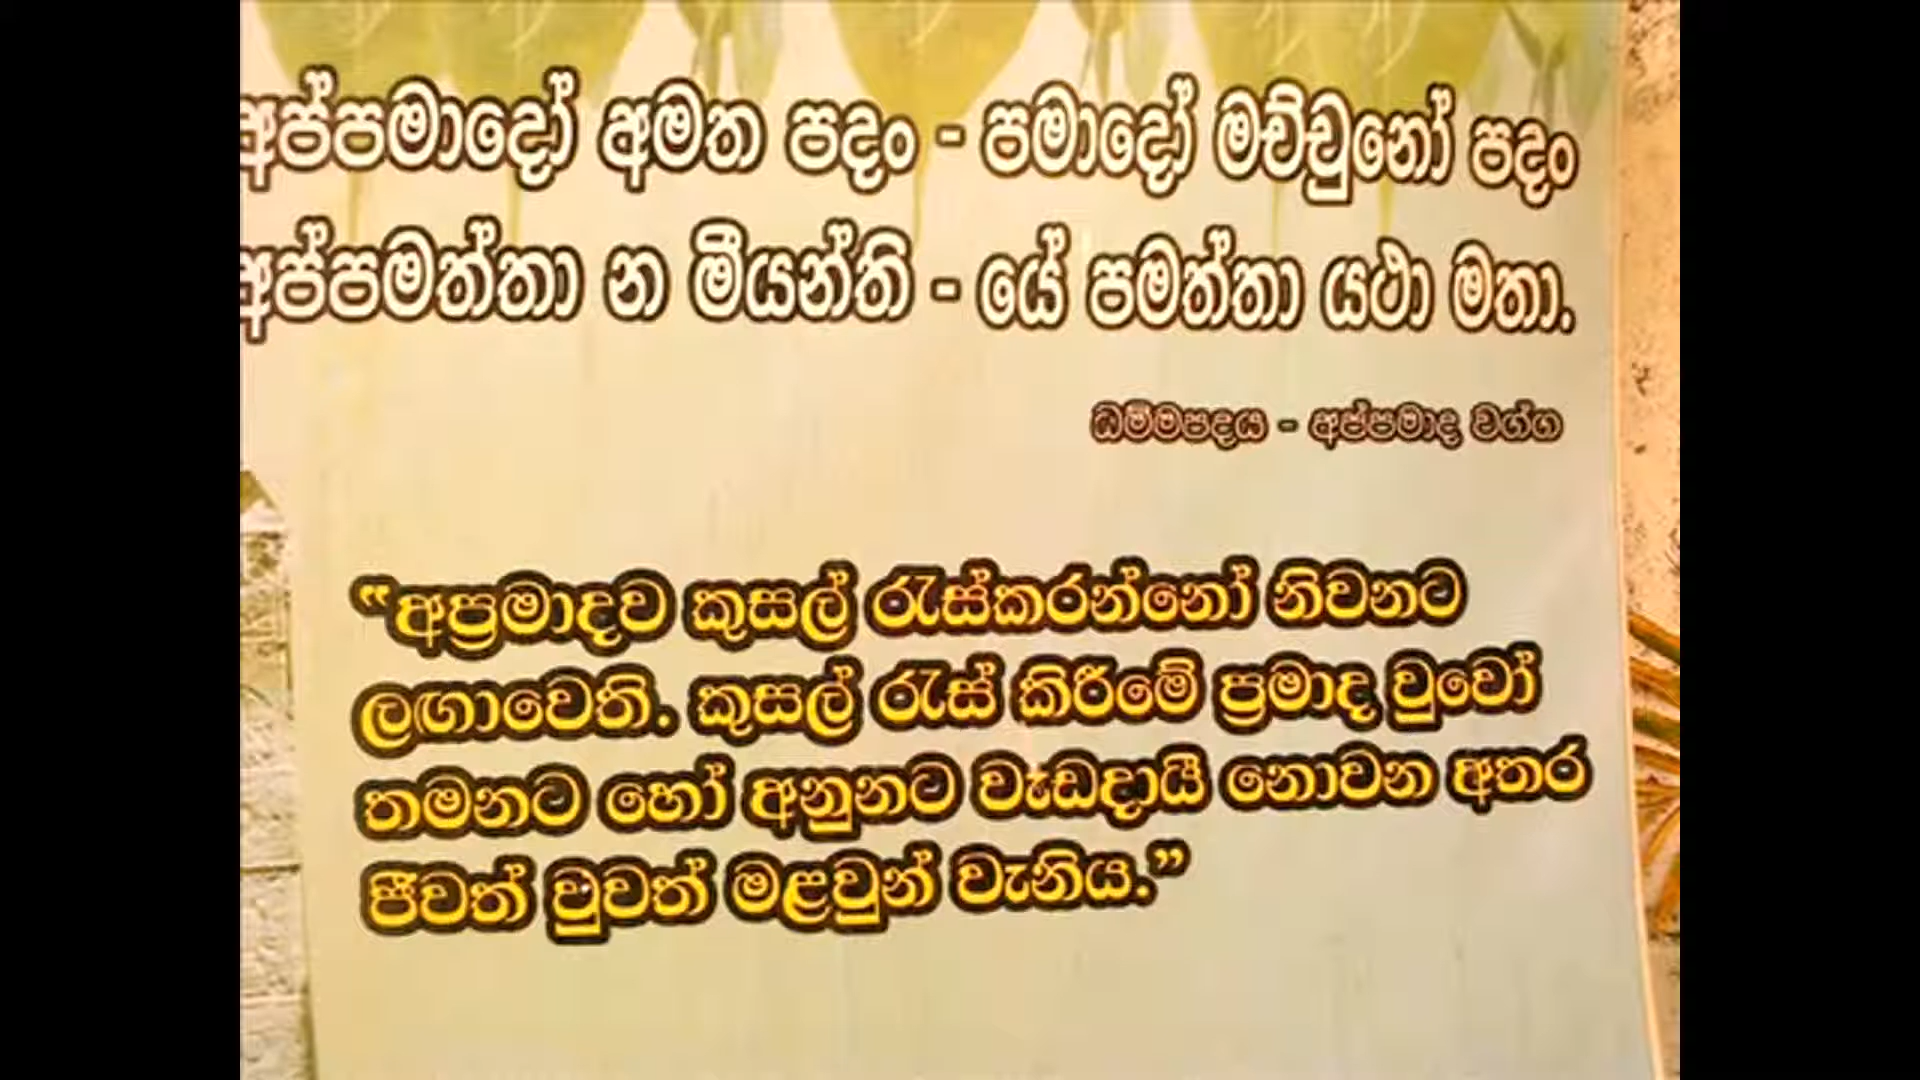 අප්පමාදෝ අමත පදං - පමාදෝ මච්චුනෝ පදං
අප්පමත්තා න මීයන්ති - යේ පමත්තා යථා මතා.
ධම්මපදය - අප්පමාද වග්ග
“අප්‍රමාදව කුසල් රැස්කරන්නෝ නිවනට
ලඟාවෙති. කුසල් රැස් කිරීමේ ප්‍රමාද වුවෝ
තමනට හෝ අනුනට වැඩදායී නොවන අතර
ජීවත් වුවත් මළවුන් වැනිය.”